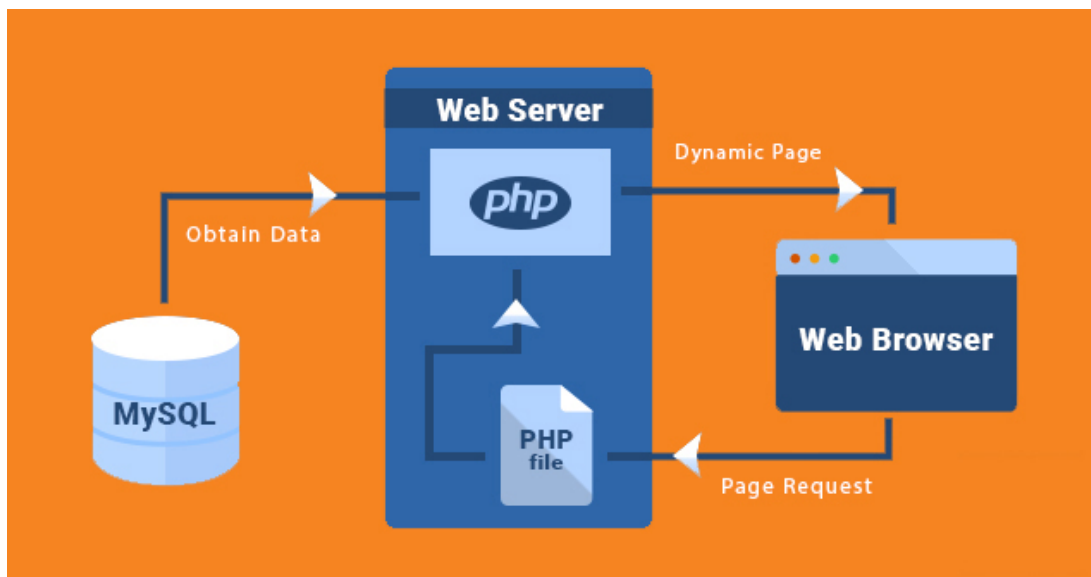 Web Server
php
Dynamic Page
Obtain Data
Web Browser
MySQL
PHP
file
Page Request